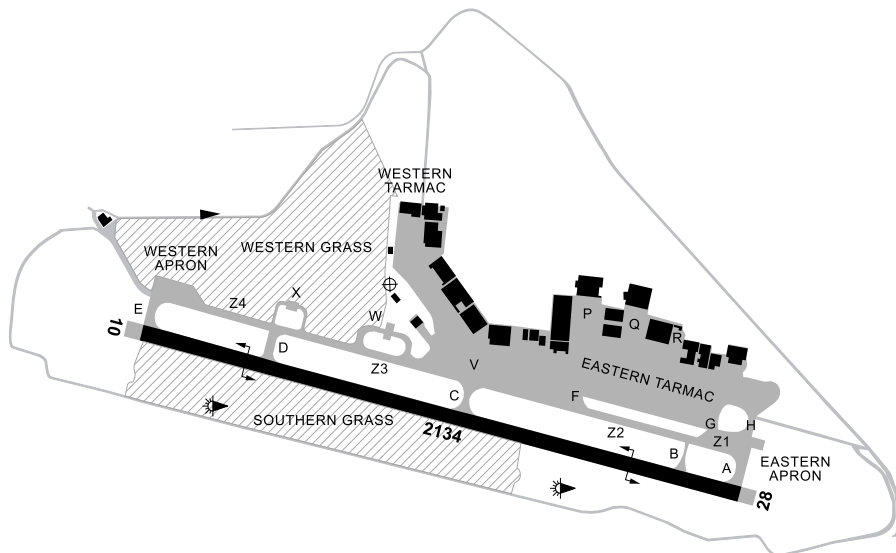 WESTERN
TARMAC
WESTERN GRASS
WESTERN
APRON
X
Z4
E
W
P
Q
R
10
D
Z3
V
EASTERN TARMAC
C
F
SOUTHERN GRASS
2134
Z2
G
H
Z1
B
A
EASTERN
APRON
28